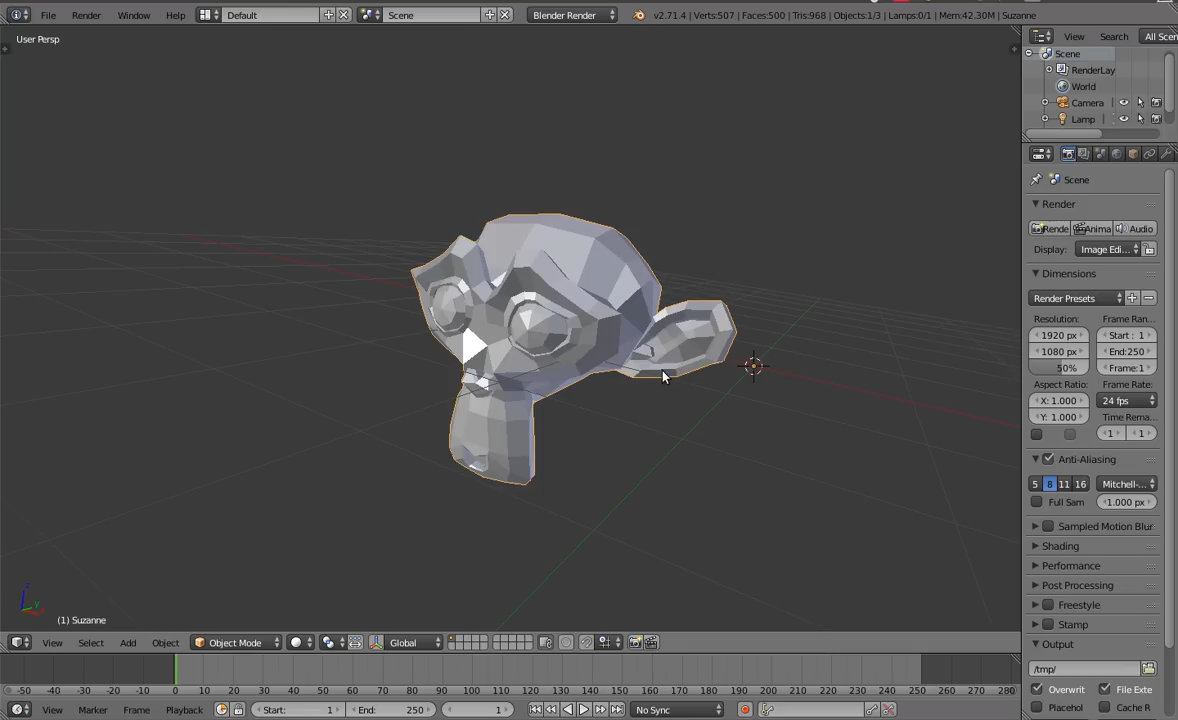 File Render Window Help Default Scene Blender Render v2.71.4 | Verts:507 | Faces:500 | Tris:968 | Objects:1/3 | Lamps:0/1 | Mem:42.30M | Suzanne
User Persp
View Search All Scen
Scene
RenderLay
World
Camera
Lamp
Scene
Render
Rende Anima Audio
Display: Image Edi...
Dimensions
Render Presets
Resolution: Frame Ran
1920 px Start : 1
1080 px End:250
50% Frame:1
Aspect Ratio: Frame Rate:
X: 1.000 24 fps
Y: 1.000 Time Rema
1 1
Anti-Aliasing
5 8 11 16 Mitchell-...
Full Sam 1.000 px
Sampled Motion Blur
Shading
Performance
Post Processing
Freestyle
Stamp
Output
/tmp/
Overwrit File Exte
Placehol Cache R
z
y
(1) Suzanne
View Select Add Object Object Mode Global
-50 -40 -30 -20 -10 0 10 20 30 40 50 60 70 80 90 100 110 120 130 140 150 160 170 180 190 200 210 220 230 240 250 260 270 280
View Marker Frame Playback Start: 1 End: 250 1 No Sync